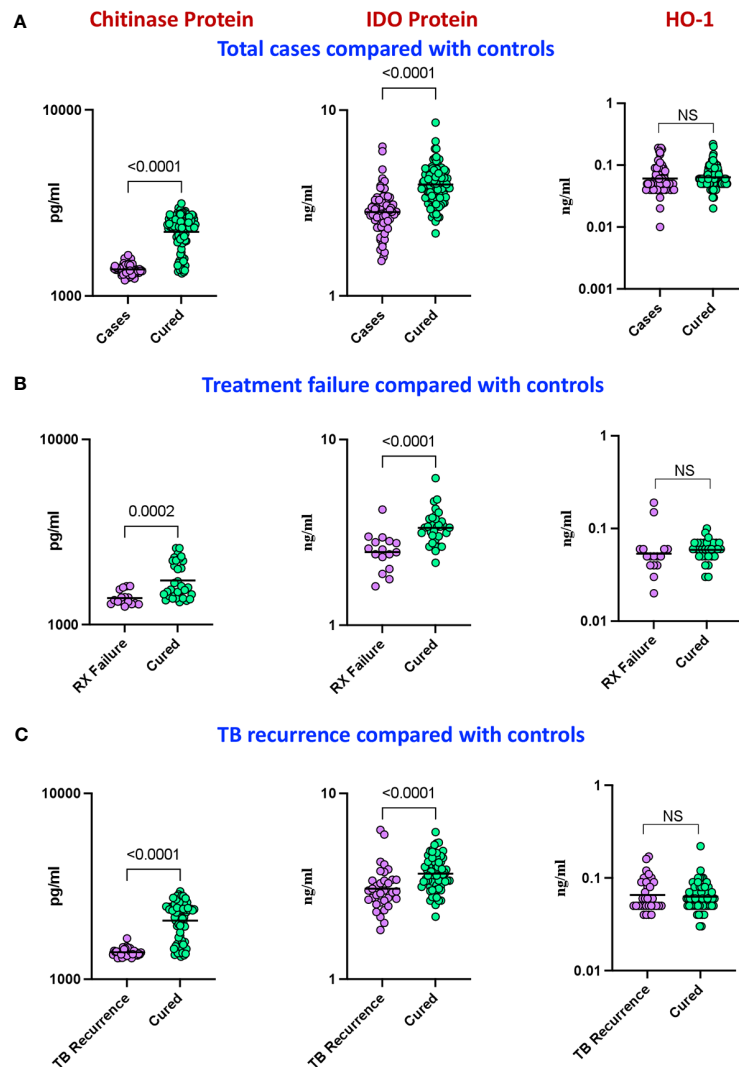 A
Chitinase Protein
IDO Protein
HO-1
Total cases compared with controls
10000
<0.0001
pg/ml
1000
Cases
Cured
10
<0.0001
ng/ml
1
Cases
Cured
1
NS
0.1
ng/ml
0.01
0.001
Cases
Cured
B
Treatment failure compared with controls
10000
0.0002
pg/ml
1000
RX Failure
Cured
10
<0.0001
ng/ml
1
RX Failure
Cured
1
NS
ng/ml
0.1
0.01
RX Failure
Cured
C
TB recurrence compared with controls
10000
<0.0001
pg/ml
1000
TB Recurrence
Cured
10
<0.0001
ng/ml
1
TB Recurrence
Cured
1
NS
ng/ml
0.1
0.01
TB Recurrence
Cured